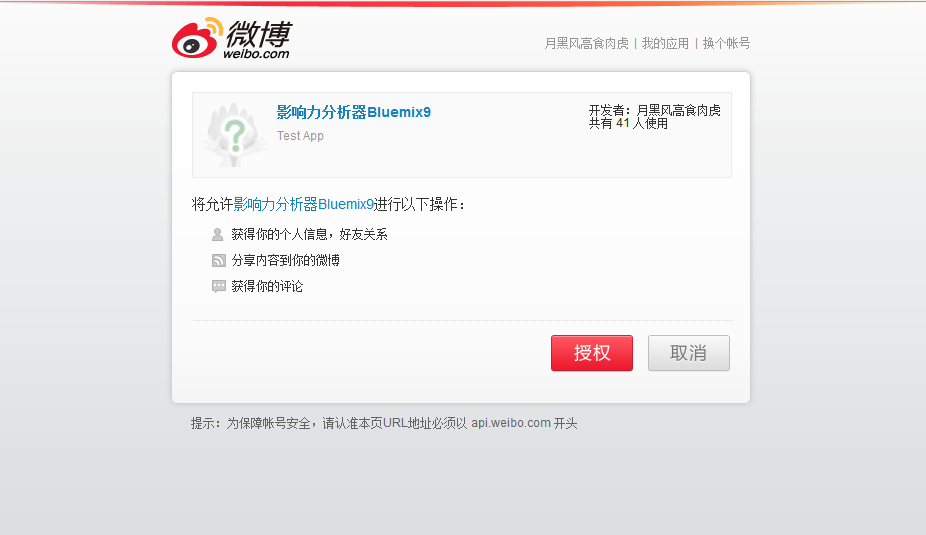 微博
weibo.com
月黑风高食肉虎 | 我的应用 | 换个帐号
影响力分析器Bluemix9
Test App
开发者：月黑风高食肉虎
共有 41 人使用
?
将允许影响力分析器Bluemix9进行以下操作：
获得你的个人信息，好友关系
分享内容到你的微博
获得你的评论
授权
取消
提示：为保障帐号安全，请认准本页URL地址必须以 api.weibo.com 开头